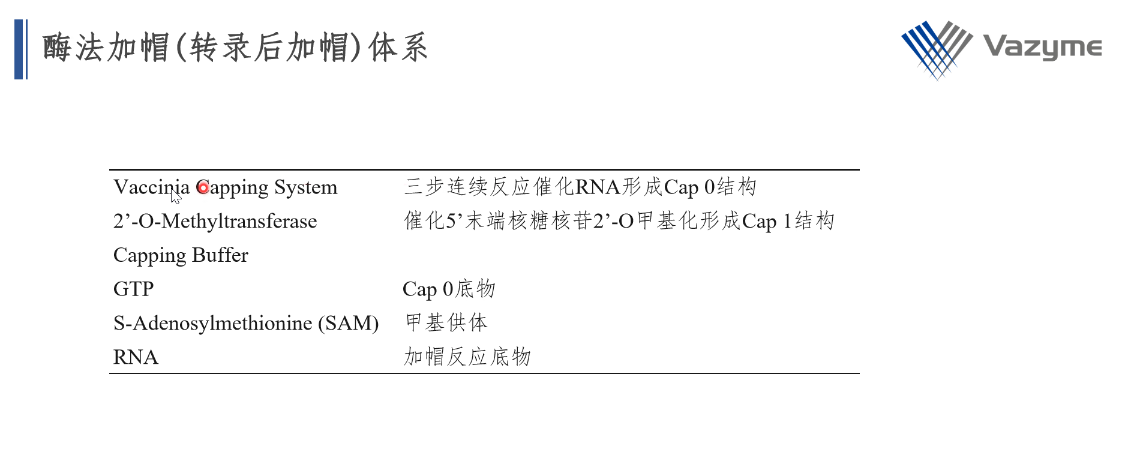 酶法加帽(转录后加帽)体系
Vazyme
Vaccinia Capping System 三步连续反应催化RNA形成Cap 0结构
2’-O-Methyltransferase 催化5’末端核糖核苷2’-O甲基化形成Cap 1结构
Capping Buffer
GTP Cap 0底物
S-Adenosylmethionine (SAM) 甲基供体
RNA 加帽反应底物